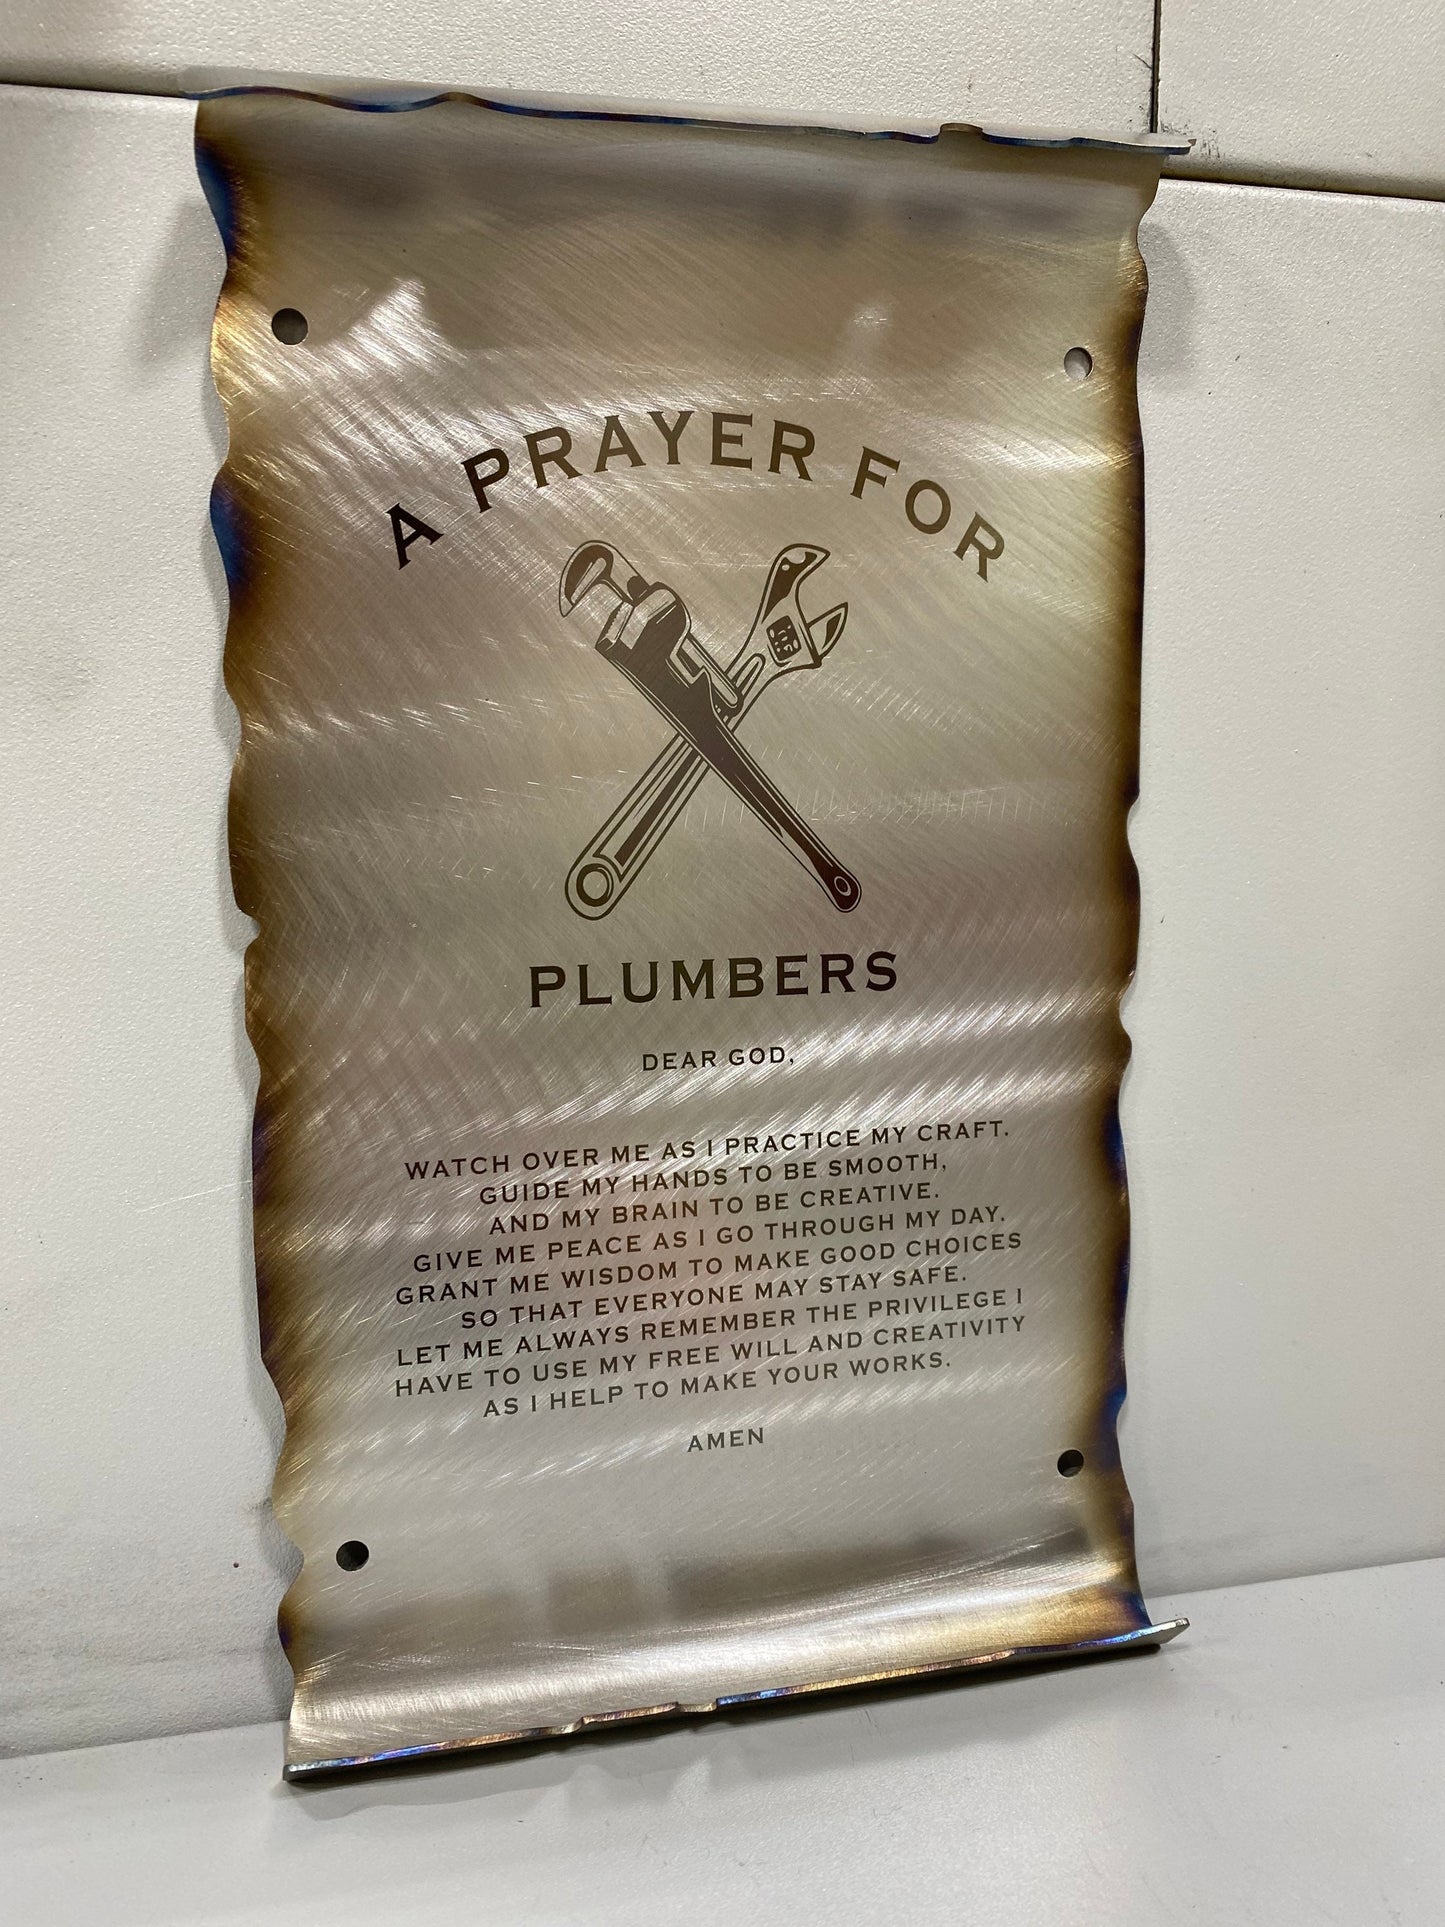 A PRAYER FOR
PLUMBERS
DEAR GOD,
WATCH OVER ME AS I PRACTICE MY CRAFT.
GUIDE MY HANDS TO BE SMOOTH,
AND MY BRAIN TO BE CREATIVE.
GIVE ME PEACE AS I GO THROUGH MY DAY.
GRANT ME WISDOM TO MAKE GOOD CHOICES
SO THAT EVERYONE MAY STAY SAFE.
LET ME ALWAYS REMEMBER THE PRIVILEGE I
HAVE TO USE MY FREE WILL AND CREATIVITY
AS I HELP TO MAKE YOUR WORKS.
AMEN